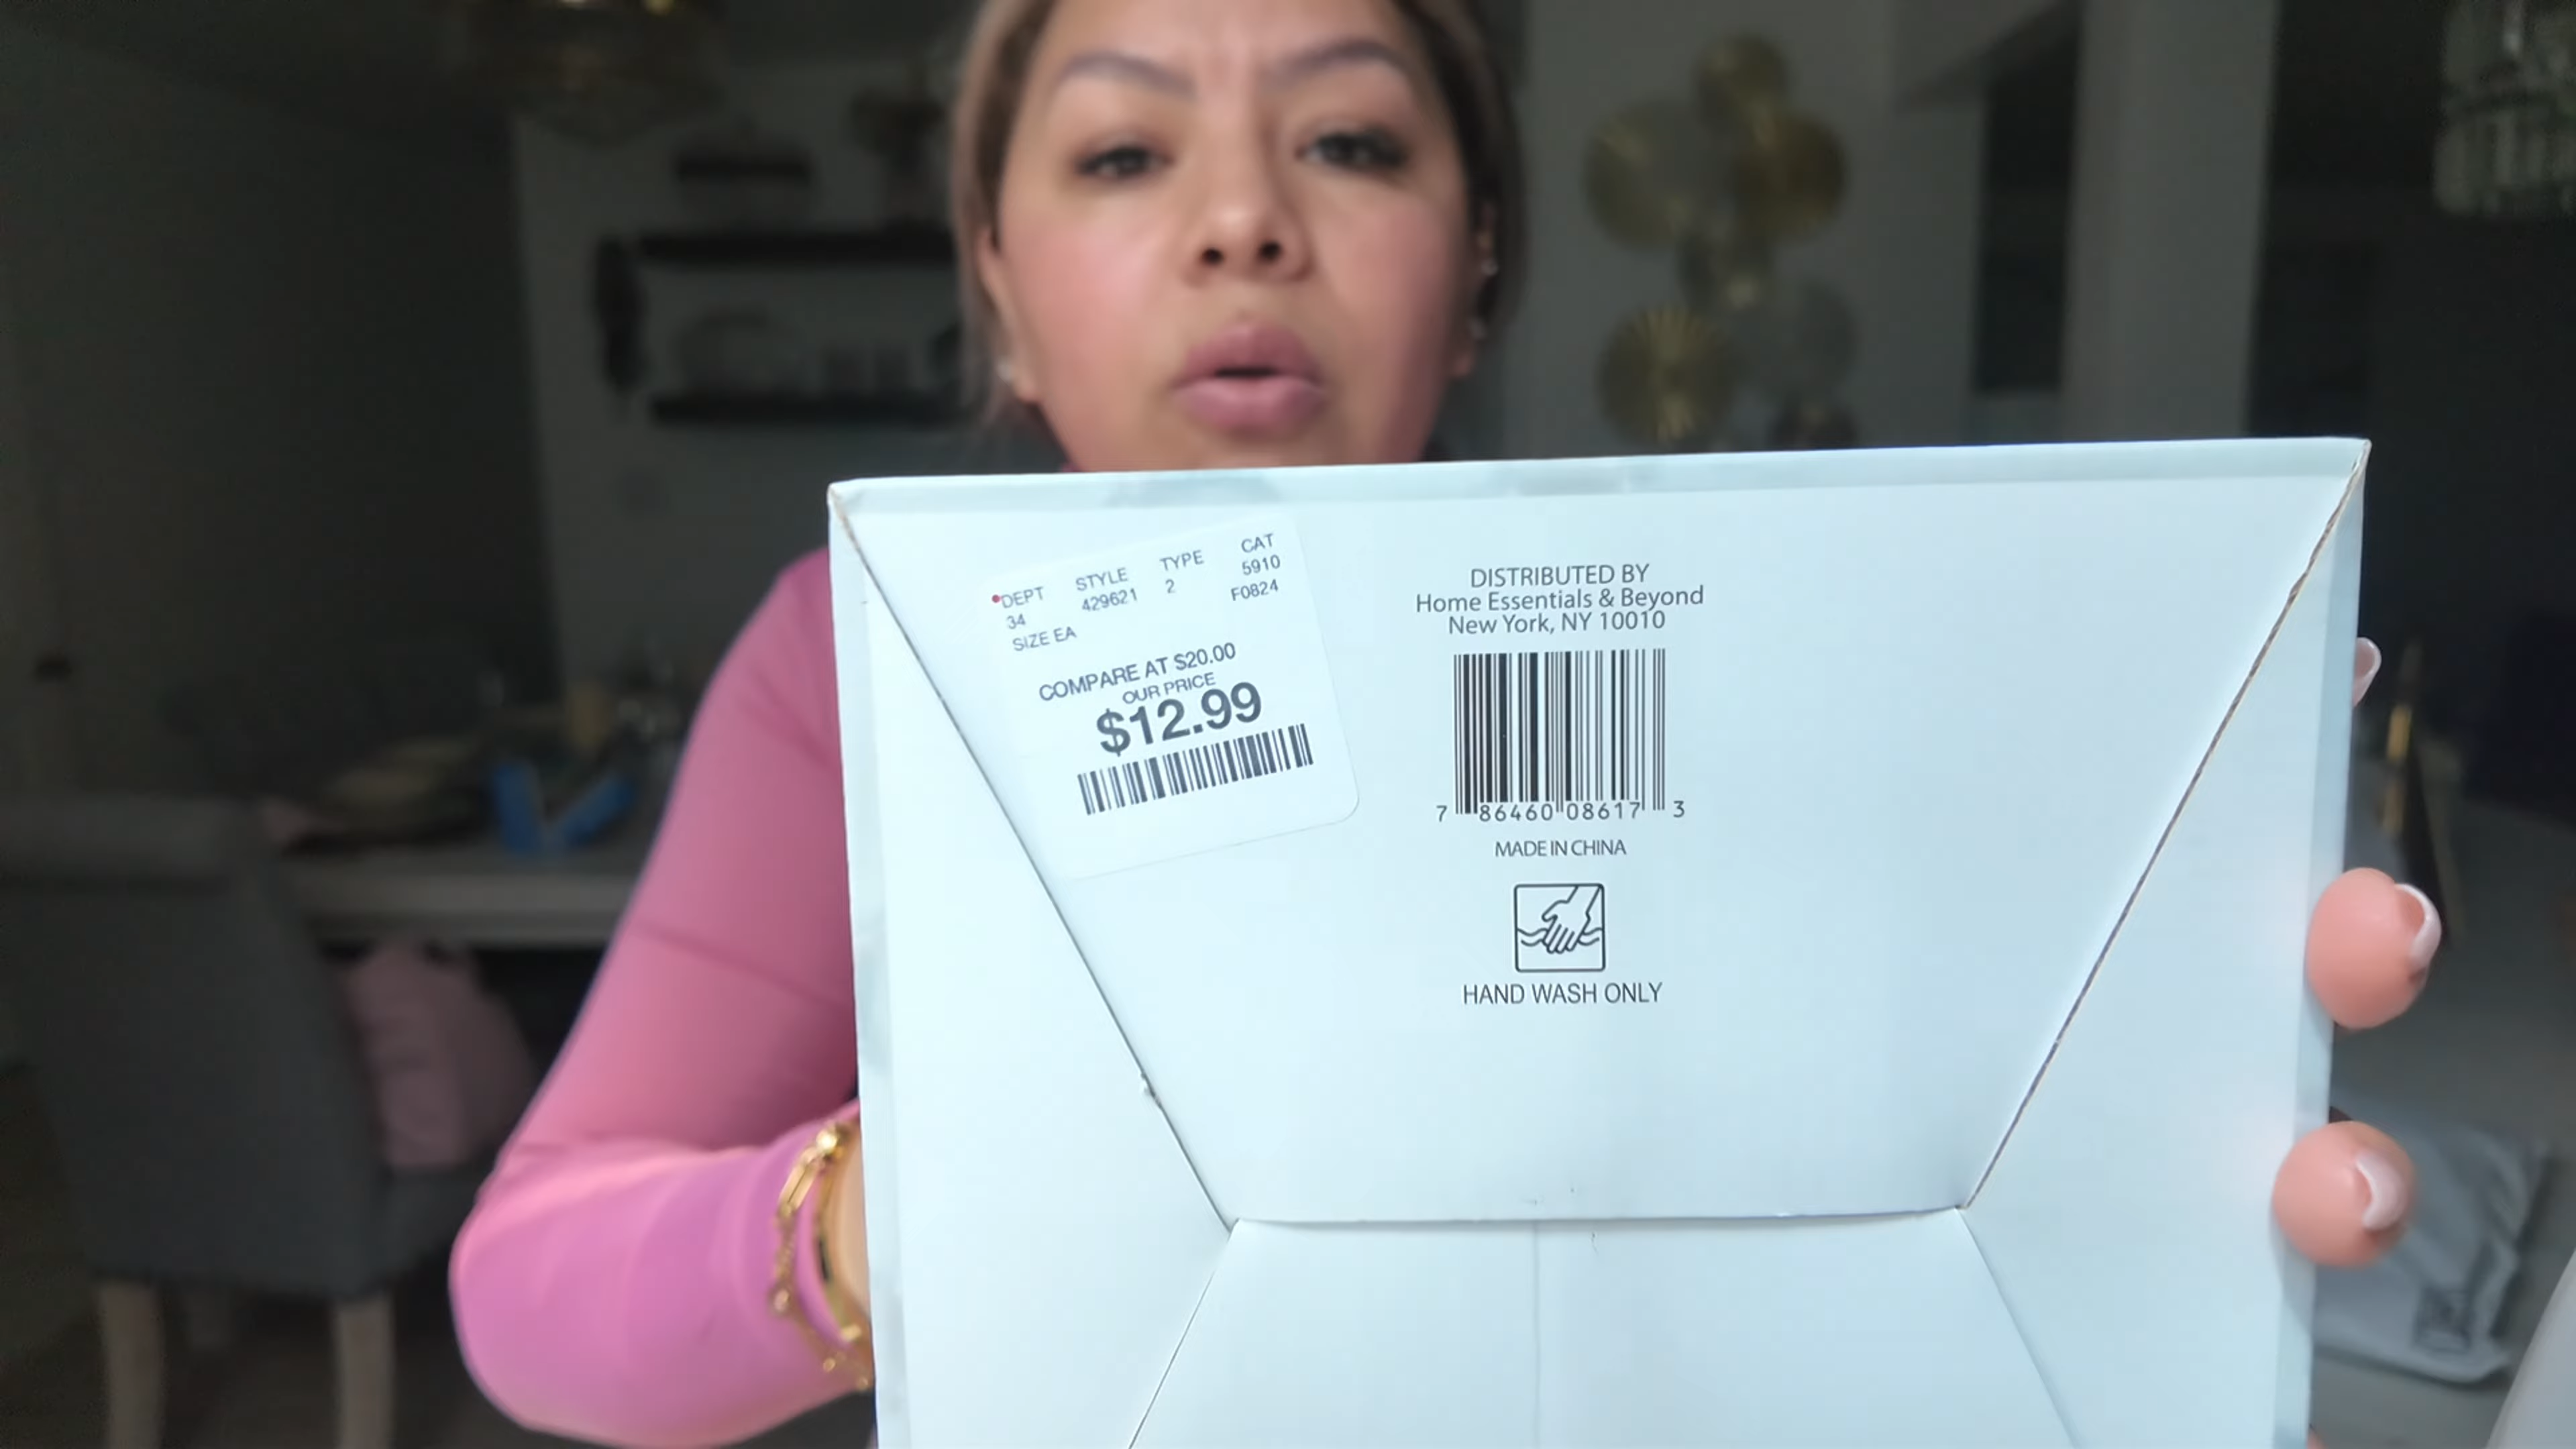 DEPT STYLE TYPE CAT
34 429621 2 5910
SIZE EA F0824
COMPARE AT $20.00
OUR PRICE
$12.99
DISTRIBUTED BY
Home Essentials & Beyond
New York, NY 10010
7 86460 08617 3
MADE IN CHINA
HAND WASH ONLY